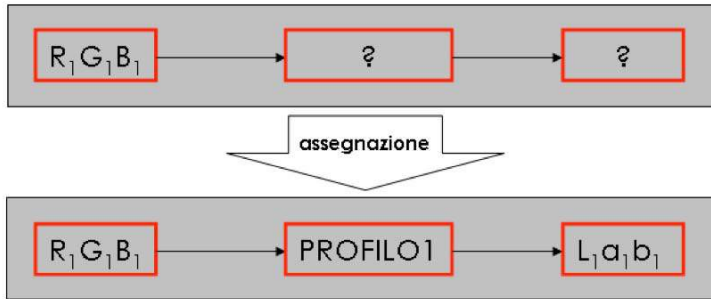 R₁G₁B₁ ? ?
assegnazione
R₁G₁B₁ PROFILO1 L₁a₁b₁